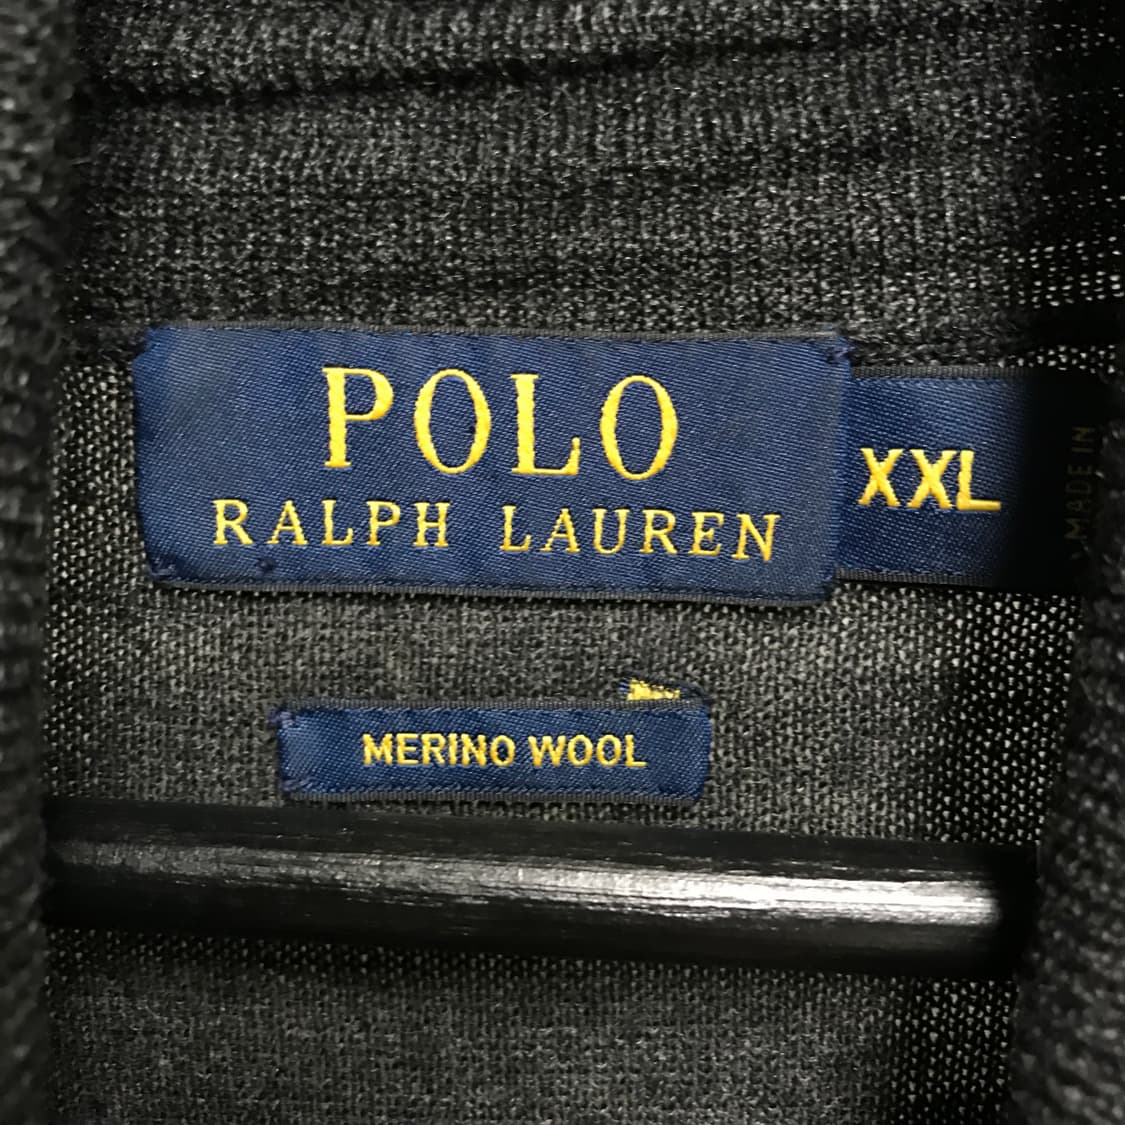 POLO
RALPH LAUREN
XXL
MADE IN
MERINO WOOL